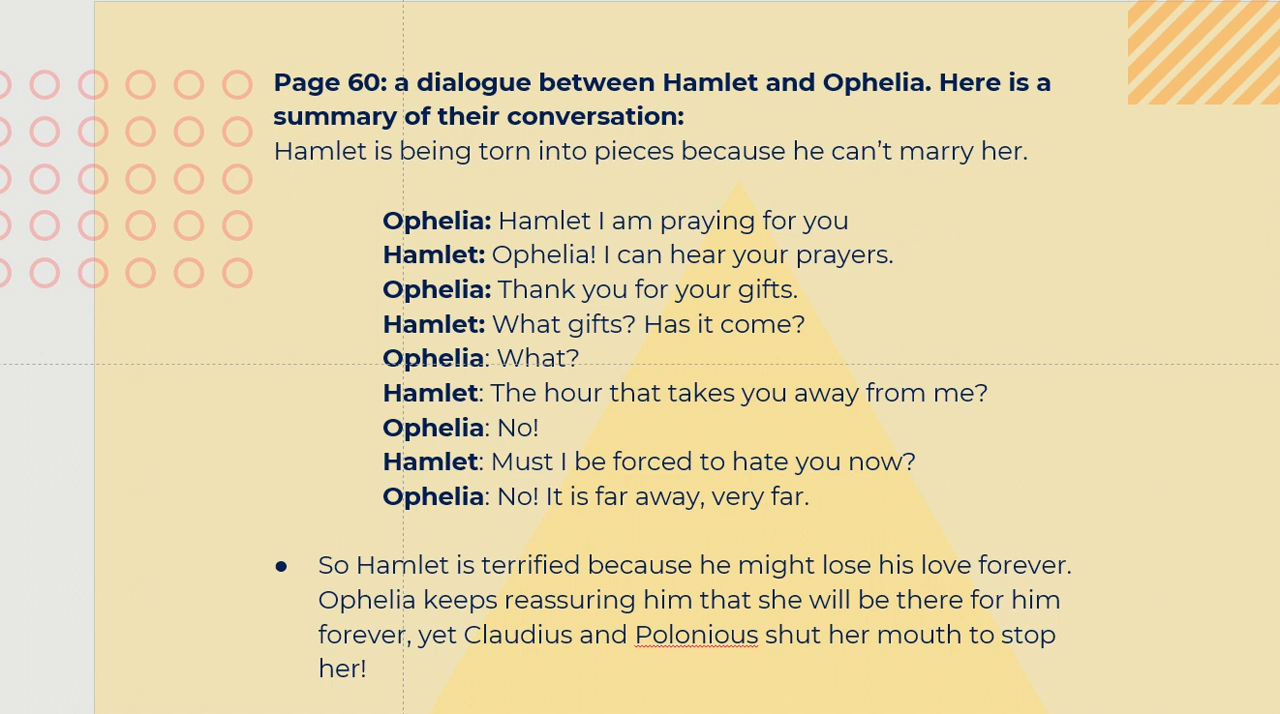 Page 60: a dialogue between Hamlet and Ophelia. Here is a
summary of their conversation:
Hamlet is being torn into pieces because he can’t marry her.
Ophelia: Hamlet I am praying for you
Hamlet: Ophelia! I can hear your prayers.
Ophelia: Thank you for your gifts.
Hamlet: What gifts? Has it come?
Ophelia: What?
Hamlet: The hour that takes you away from me?
Ophelia: No!
Hamlet: Must I be forced to hate you now?
Ophelia: No! It is far away, very far.
● So Hamlet is terrified because he might lose his love forever.
Ophelia keeps reassuring him that she will be there for him
forever, yet Claudius and Polonious shut her mouth to stop
her!